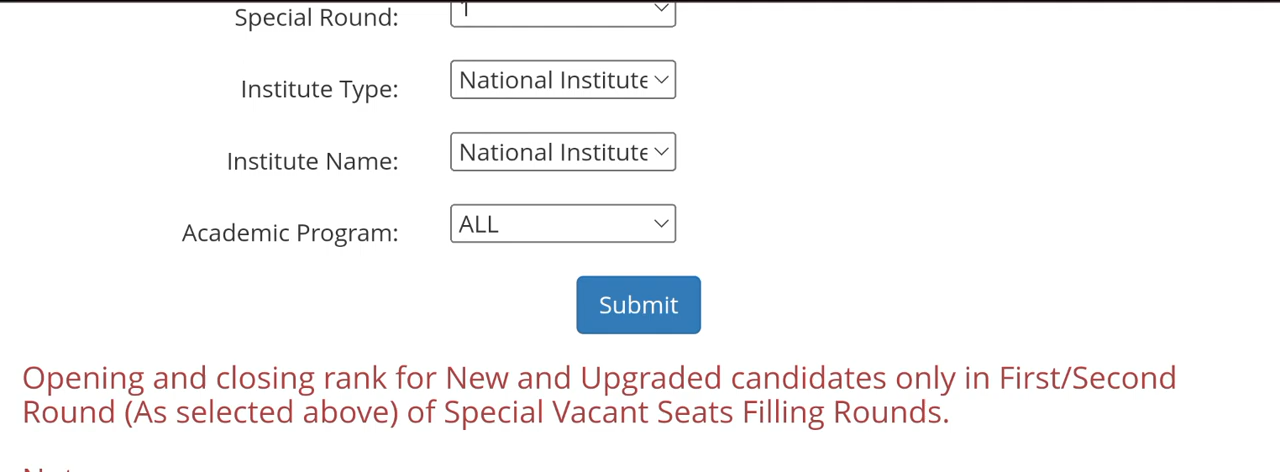 Special Round:
1
Institute Type:
National Institute
Institute Name:
National Institute
Academic Program:
ALL
Submit
Opening and closing rank for New and Upgraded candidates only in First/Second
Round (As selected above) of Special Vacant Seats Filling Rounds.